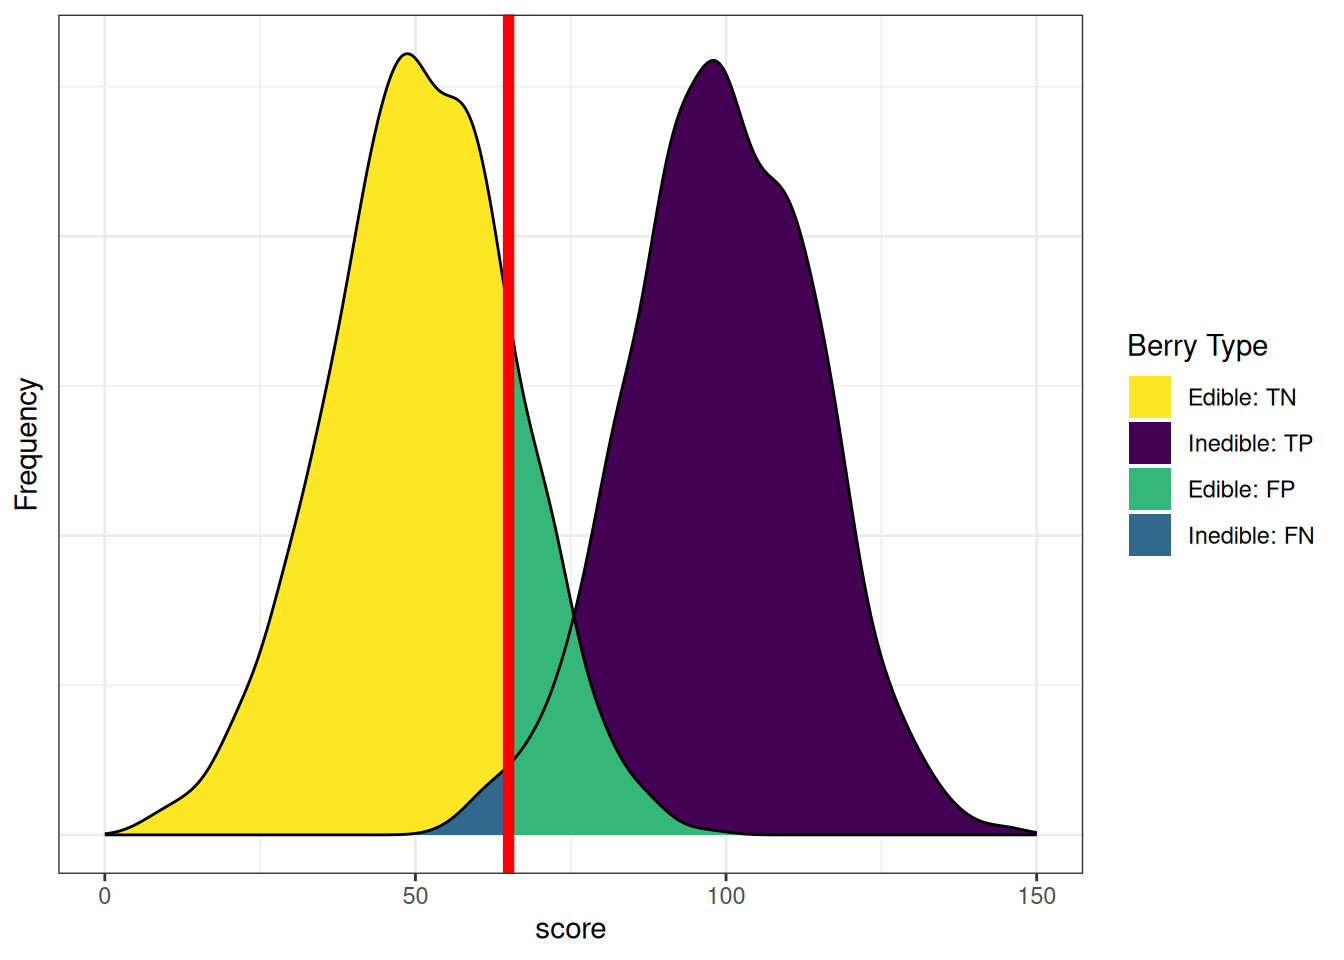 Frequency
0
50
100
150
score
Berry Type
Edible: TN
Inedible: TP
Edible: FP
Inedible: FN